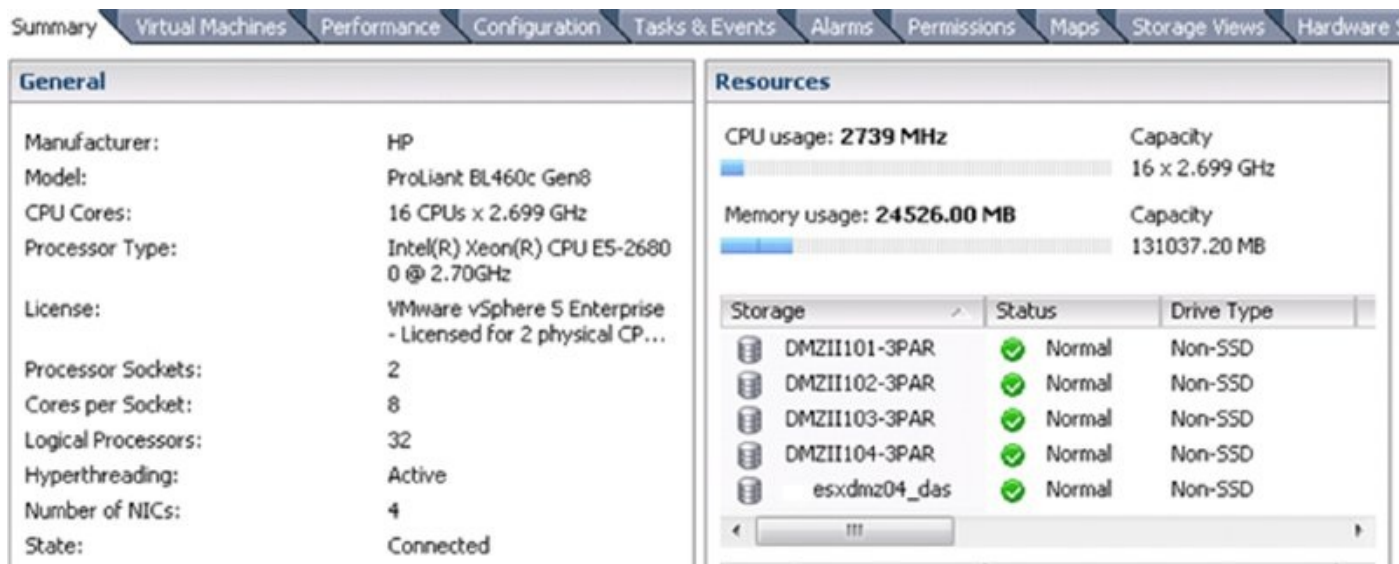 Summary Virtual Machines Performance Configuration Tasks & Events Alarms Permissions Maps Storage Views Hardware
General
Manufacturer: HP
Model: ProLiant BL460c Gen8
CPU Cores: 16 CPUs x 2.699 GHz
Processor Type: Intel(R) Xeon(R) CPU E5-2680
0 @ 2.70GHz
License: VMware vSphere 5 Enterprise
- Licensed for 2 physical CP...
Processor Sockets: 2
Cores per Socket: 8
Logical Processors: 32
Hyperthreading: Active
Number of NICs: 4
State: Connected
Resources
CPU usage: 2739 MHz Capacity
16 x 2.699 GHz
Memory usage: 24526.00 MB Capacity
131037.20 MB
Storage Status Drive Type
DMZII101-3PAR Normal Non-SSD
DMZII102-3PAR Normal Non-SSD
DMZII103-3PAR Normal Non-SSD
DMZII104-3PAR Normal Non-SSD
esxdmz04_das Normal Non-SSD